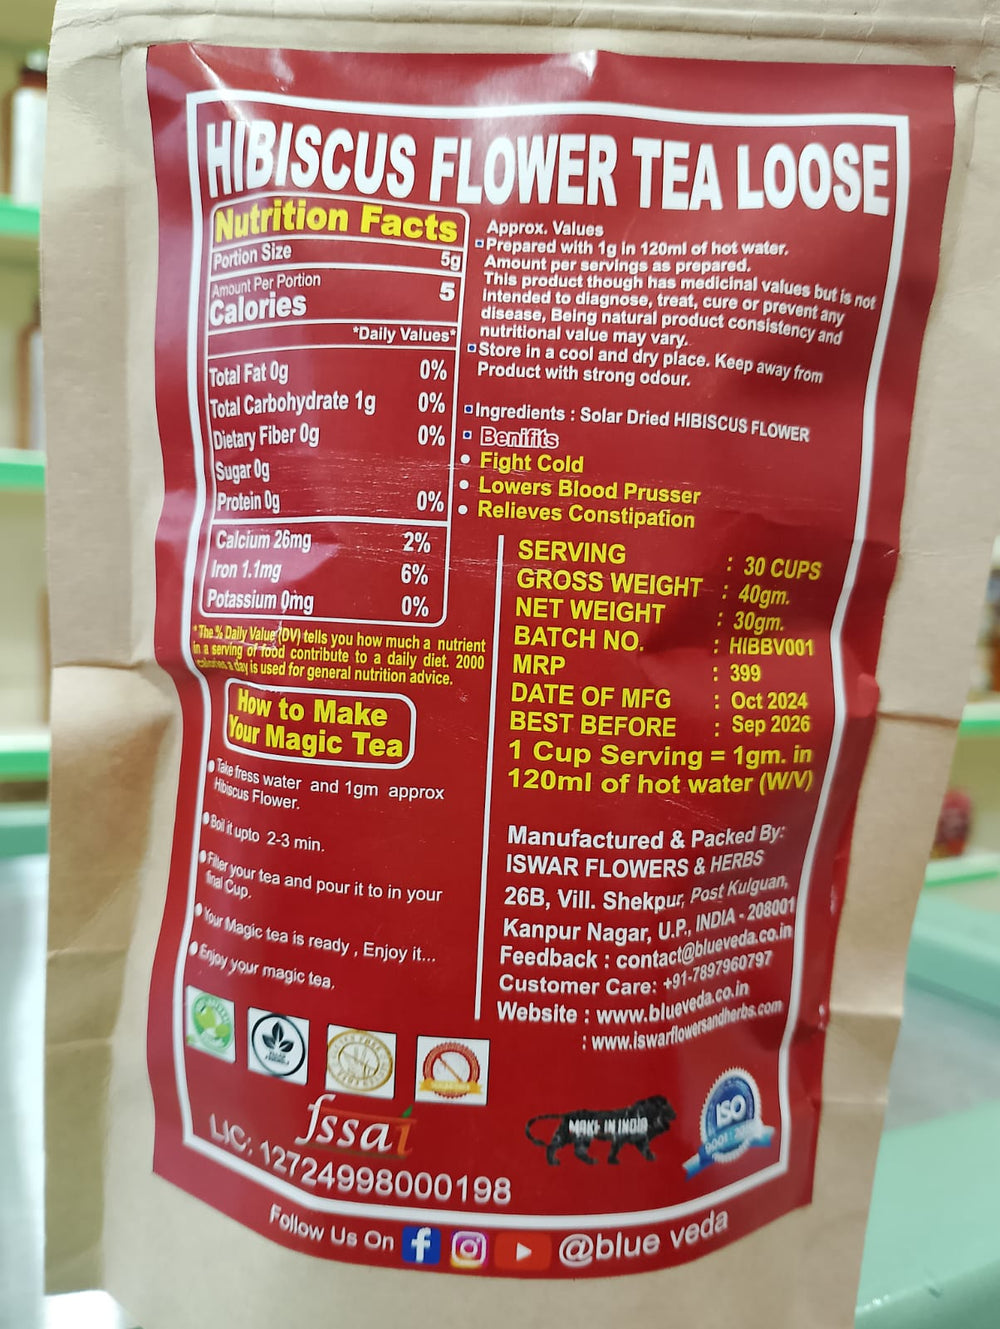 HIBISCUS FLOWER TEA LOOSE
Nutrition Facts
Portion Size 5g
Amount Per Portion
Calories 5
*Daily Values*
Total Fat 0g 0%
Total Carbohydrate 1g 0%
Dietary Fiber 0g 0%
Sugar 0g
Protein 0g 0%
Calcium 26mg 2%
Iron 1.1mg 6%
Potassium 0mg 0%
*The % Daily Value (DV) tells you how much a nutrient
in a serving of food contribute to a daily diet. 2000
calories a day is used for general nutrition advice.
How to Make
Your Magic Tea
Take fress water and 1gm approx
Hibiscus Flower.
Boil it upto 2-3 min.
Filler your tea and pour it to in your
final Cup.
Your Magic tea is ready , Enjoy it...
Enjoy your magic tea.
Approx. Values
Prepared with 1g in 120ml of hot water.
Amount per servings as prepared.
This product though has medicinal values but is not
intended to diagnose, treat, cure or prevent any
disease, Being natural product consistency and
nutritional value may vary.
Store in a cool and dry place. Keep away from
Product with strong odour.
Ingredients : Solar Dried HIBISCUS FLOWER
Benifits
Fight Cold
Lowers Blood Prusser
Relieves Constipation
SERVING : 30 CUPS
GROSS WEIGHT : 40gm.
NET WEIGHT : 30gm.
BATCH NO. : HIBBV001
MRP : 399
DATE OF MFG : Oct 2024
BEST BEFORE : Sep 2026
1 Cup Serving = 1gm. in
120ml of hot water (W/V)
Manufactured & Packed By:
ISWAR FLOWERS & HERBS
26B, Vill. Shekpur, Post Kulguan,
Kanpur Nagar, U.P., INDIA - 208001
Feedback : contact@blueveda.co.in
Customer Care: +91-7897960797
Website : www.blueveda.co.in
: www.iswarflowersandherbs.com
fssai
LIC: 12724998000198
MAKE IN INDIA
ISO
Follow Us On @blue veda